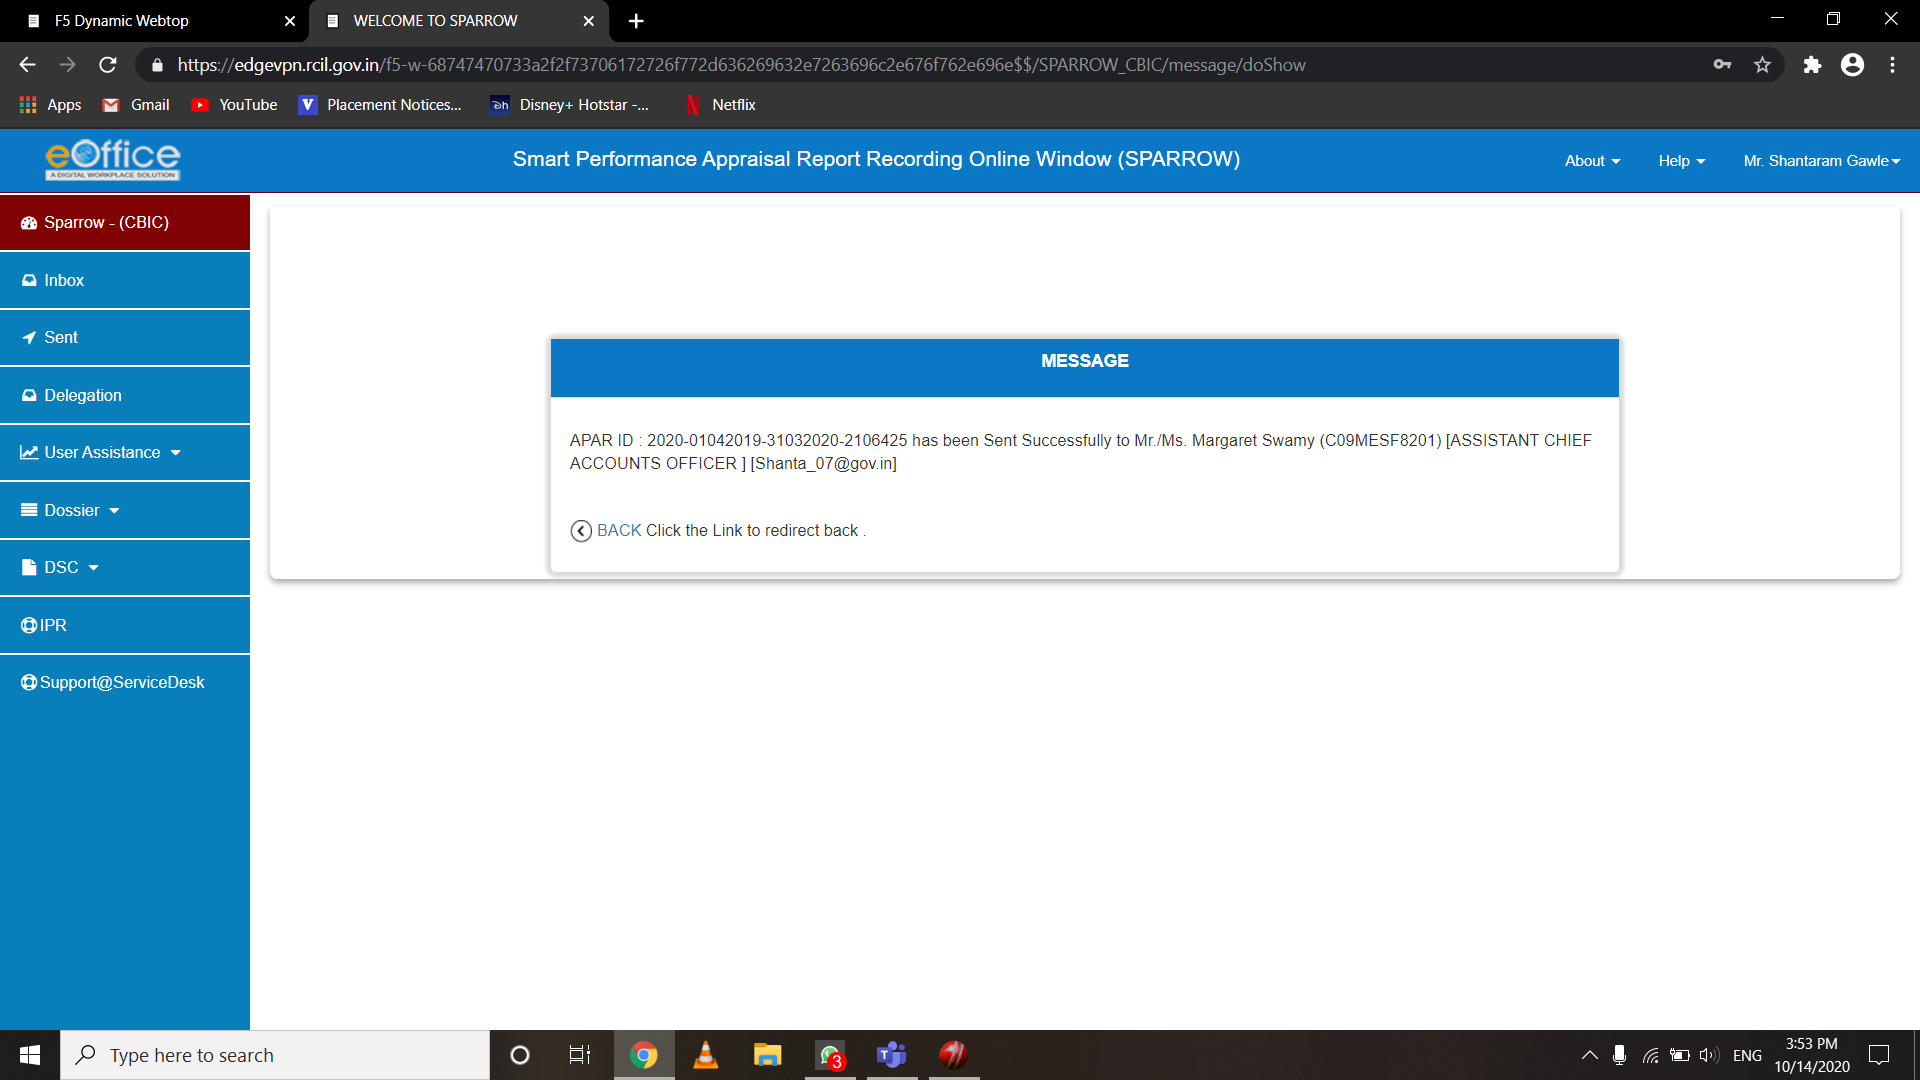 F5 Dynamic Webtop
WELCOME TO SPARROW
https://edgevpn.rcil.gov.in/f5-w-68747470733a2f2f73706172726f772d636269632e7263696c2e676f762e696e$$/SPARROW_CBIC/message/doShow
Apps
Gmail
YouTube
V
Placement Notices...
Dh
Disney+ Hotstar -...
Netflix
eOffice
A DIGITAL WORKPLACE SOLUTION
Smart Performance Appraisal Report Recording Online Window (SPARROW)
About
Help
Mr. Shantaram Gawle
Sparrow - (CBIC)
Inbox
Sent
Delegation
User Assistance
Dossier
DSC
IPR
Support@ServiceDesk
MESSAGE
APAR ID : 2020-01042019-31032020-2106425 has been Sent Successfully to Mr./Ms. Margaret Swamy (C09MESF8201) [ASSISTANT CHIEF
ACCOUNTS OFFICER ] [Shanta_07@gov.in]
BACK Click the Link to redirect back .
Type here to search
3
T
ENG
3:53 PM
10/14/2020